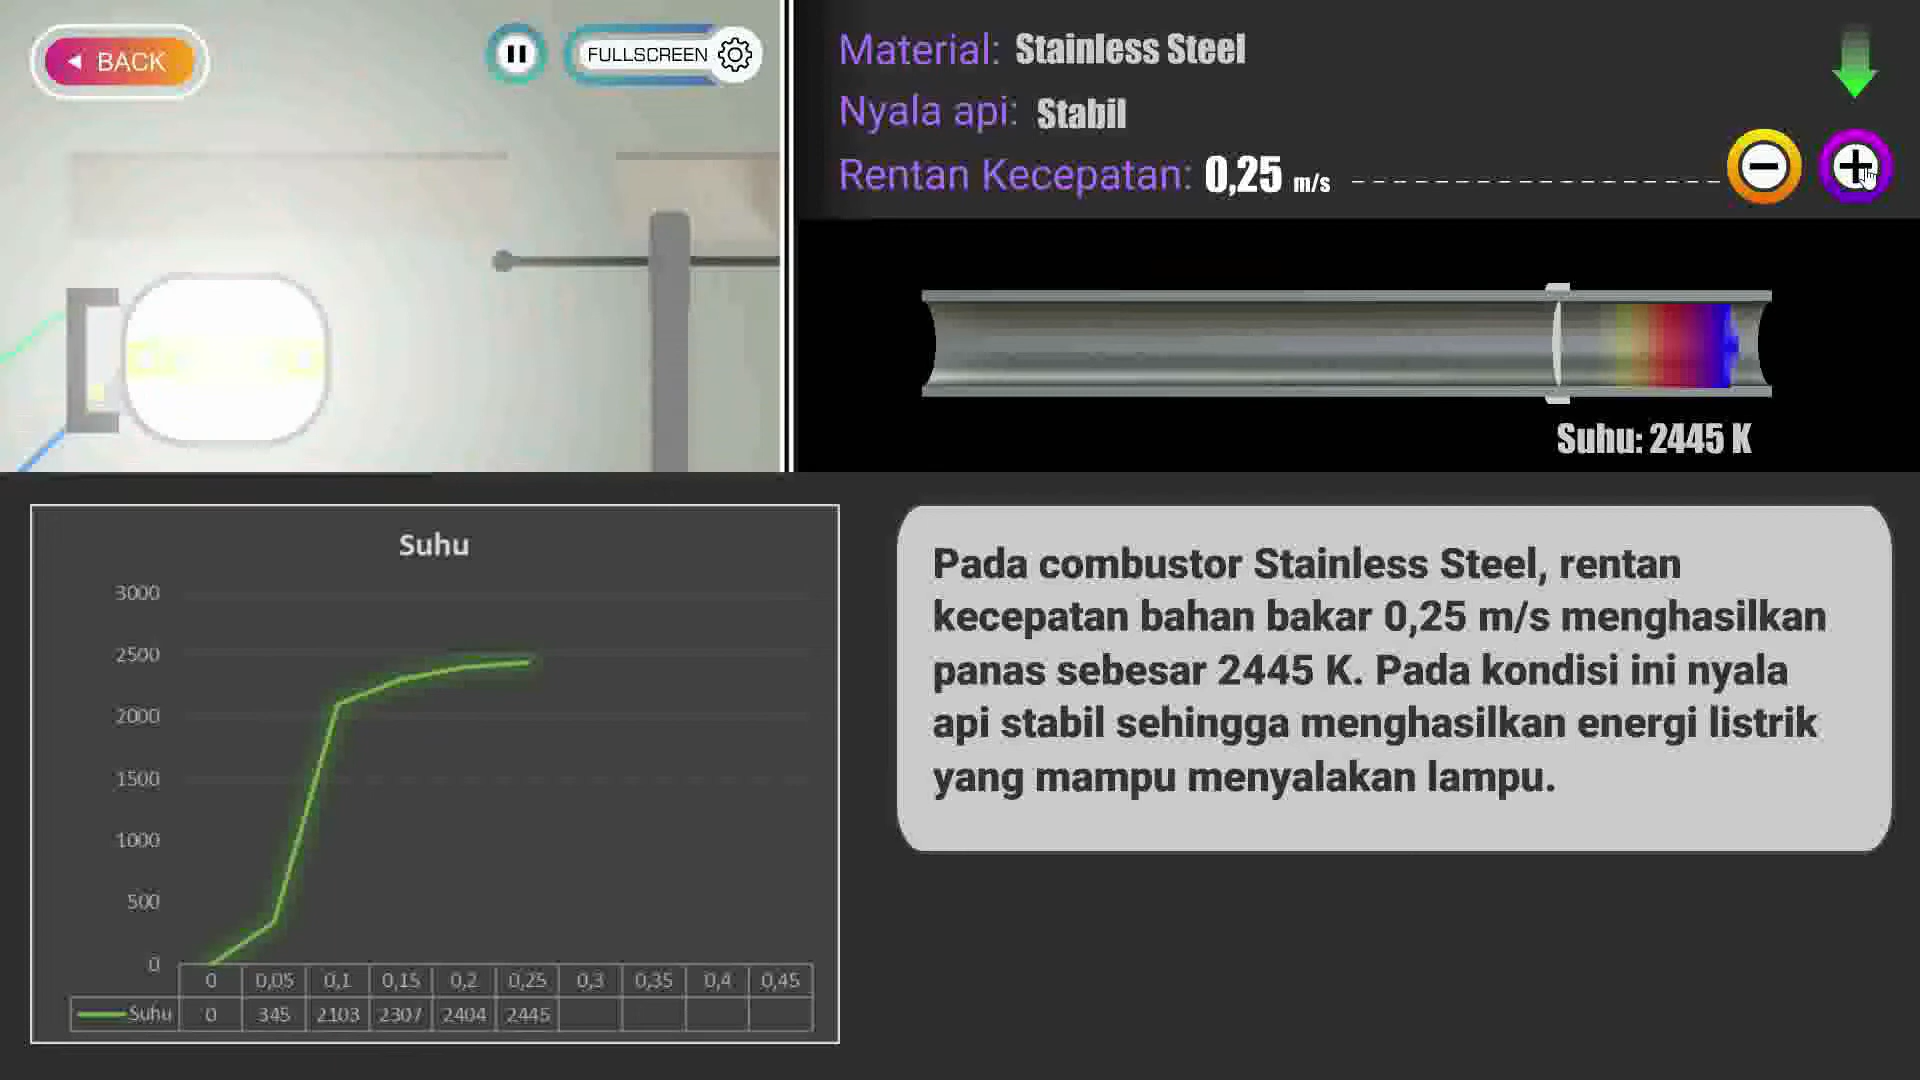 BACK
FULLSCREEN
Material: Stainless Steel
Nyala api: Stabil
Rentan Kecepatan: 0,25 m/s
Suhu: 2445 K
Suhu
3000
2500
2000
1500
1000
500
0
0 0,05 0,1 0,15 0,2 0,25 0,3 0,35 0,4 0,45
Suhu 0 345 2103 2307 2404 2445
Pada combustor Stainless Steel, rentan
kecepatan bahan bakar 0,25 m/s menghasilkan
panas sebesar 2445 K. Pada kondisi ini nyala
api stabil sehingga menghasilkan energi listrik
yang mampu menyalakan lampu.